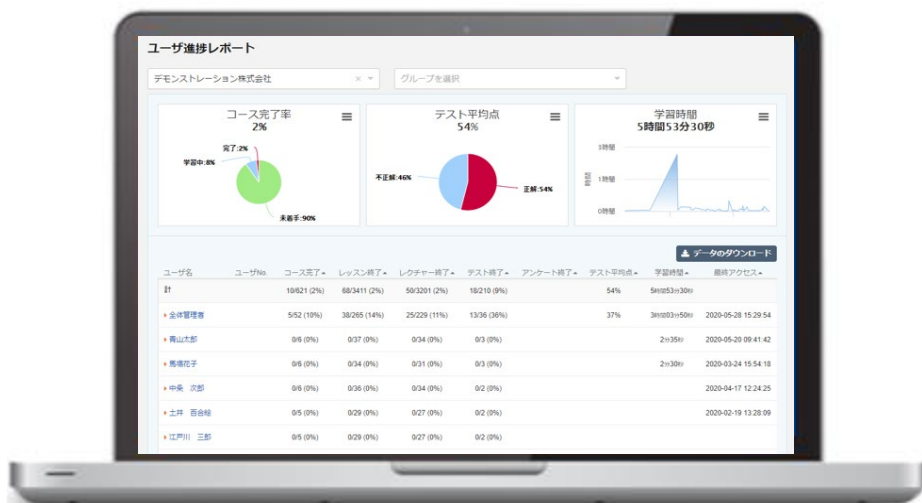 ユーザ進捗レポート
デモンストレーション株式会社 × グループを選択
コース完了率
2%
完了:2%
学習中:8%
未着手:90%
テスト平均点
54%
不正解:46%
正解:54%
学習時間
5時間53分30秒
時間
3時間
1時間
0時間
データのダウンロード
ユーザ名 ユーザNo. コース完了 レッスン終了 レクチャー終了 テスト終了 アンケート終了 テスト平均点 学習時間 最終アクセス
計 10/621 (2%) 68/3411 (2%) 50/3201 (2%) 18/210 (9%) 54% 5時間53分30秒
全体管理者 5/52 (10%) 38/265 (14%) 25/229 (11%) 13/36 (36%) 37% 3時間03分50秒 2020-05-28 15:29:54
青山太郎 0/6 (0%) 0/37 (0%) 0/34 (0%) 0/3 (0%) 2分35秒 2020-05-20 09:41:42
馬場花子 0/6 (0%) 0/34 (0%) 0/31 (0%) 0/3 (0%) 2分30秒 2020-03-24 15:54:18
中条 次郎 0/6 (0%) 0/36 (0%) 0/34 (0%) 0/2 (0%) 2020-04-17 12:24:25
土井 百合絵 0/5 (0%) 0/29 (0%) 0/27 (0%) 0/2 (0%) 2020-02-19 13:28:09
江戸川 三郎 0/5 (0%) 0/29 (0%) 0/27 (0%) 0/2 (0%)